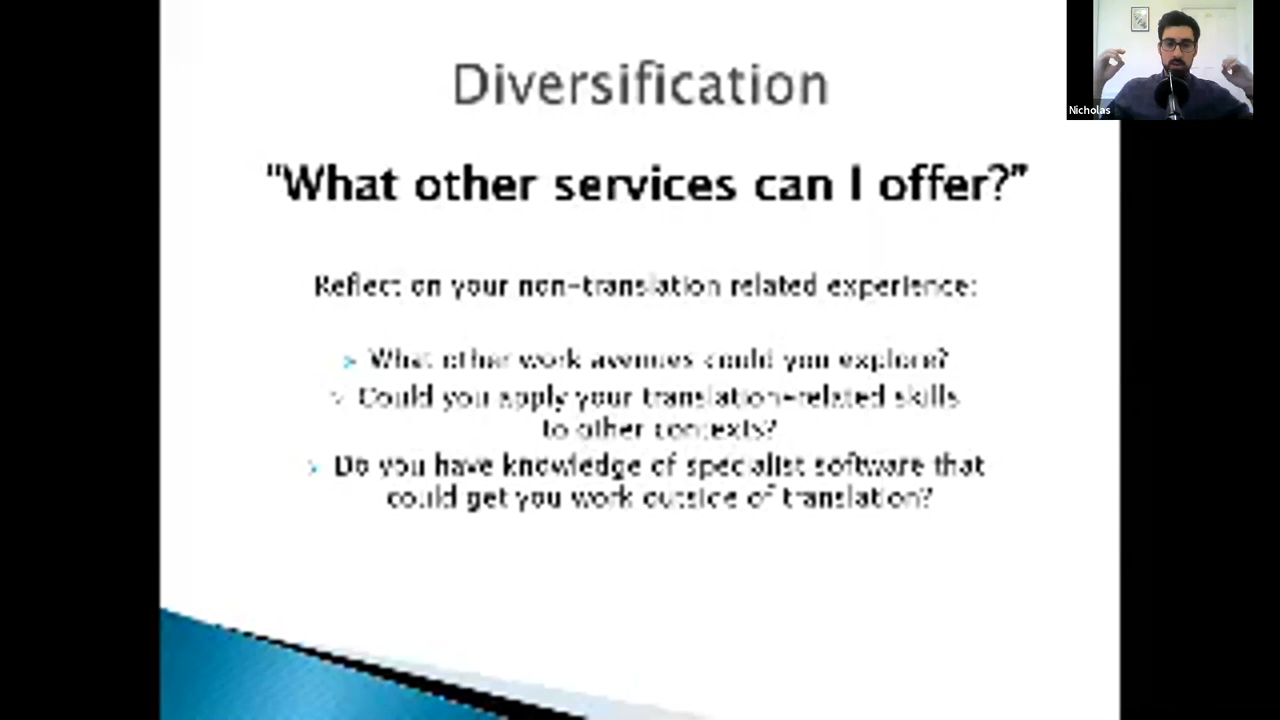 Diversification
"What other services can I offer?"
Reflect on your non-translation related experience:
What other work avenues could you explore?
Could you apply your translation-related skills
to other contexts?
Do you have knowledge of specialist software that
could get you work outside of translation?
Nicholas